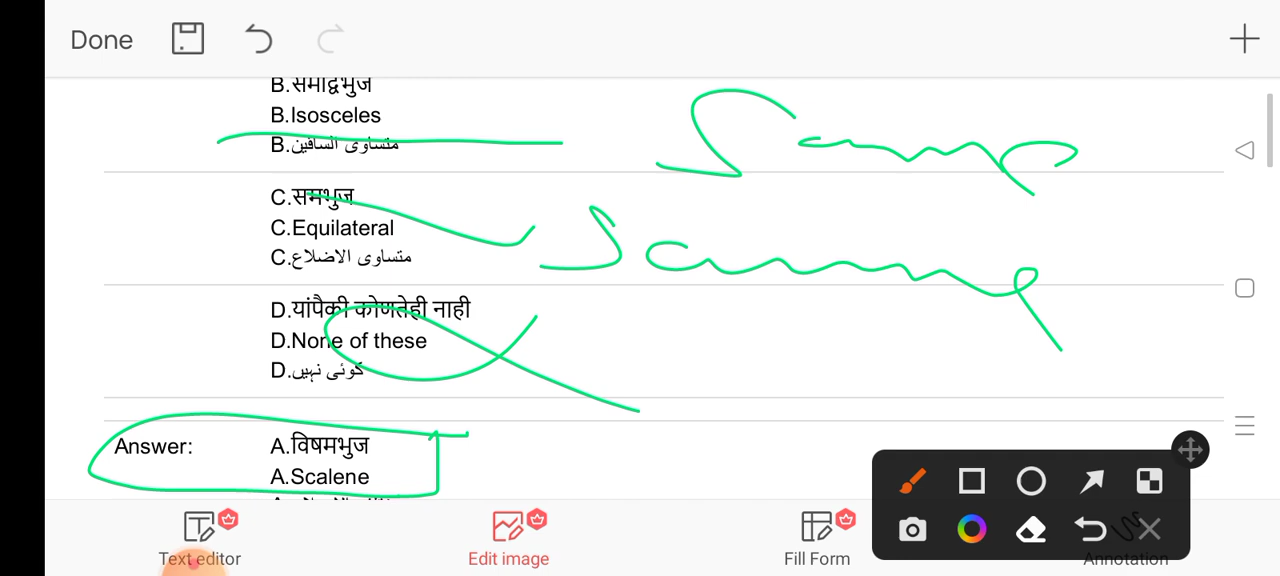 Done
B.समद्विभुज
B.Isosceles
B.متساوی الساقین
C.समभुज
C.Equilateral
C.متساوی الاضلاع
D.यांपैकी कोणतेही नाही
D.None of these
D.کوئی نہیں
Answer: A.विषमभुज
A.Scalene
Text editor Edit image Fill Form Annotation